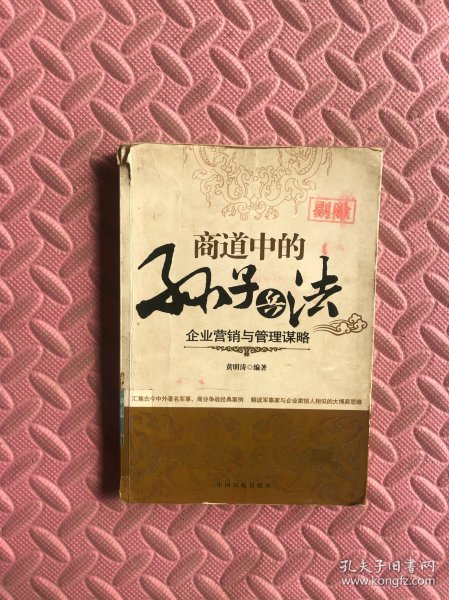 商道中的
孙子兵法
企业营销与管理谋略
黄明涛·编著
汇集古今中外著名军事、商业争战经典案例 解读军事家与企业家惊人相似的大博弈思维
孔夫子旧书网
www.kongfz.com